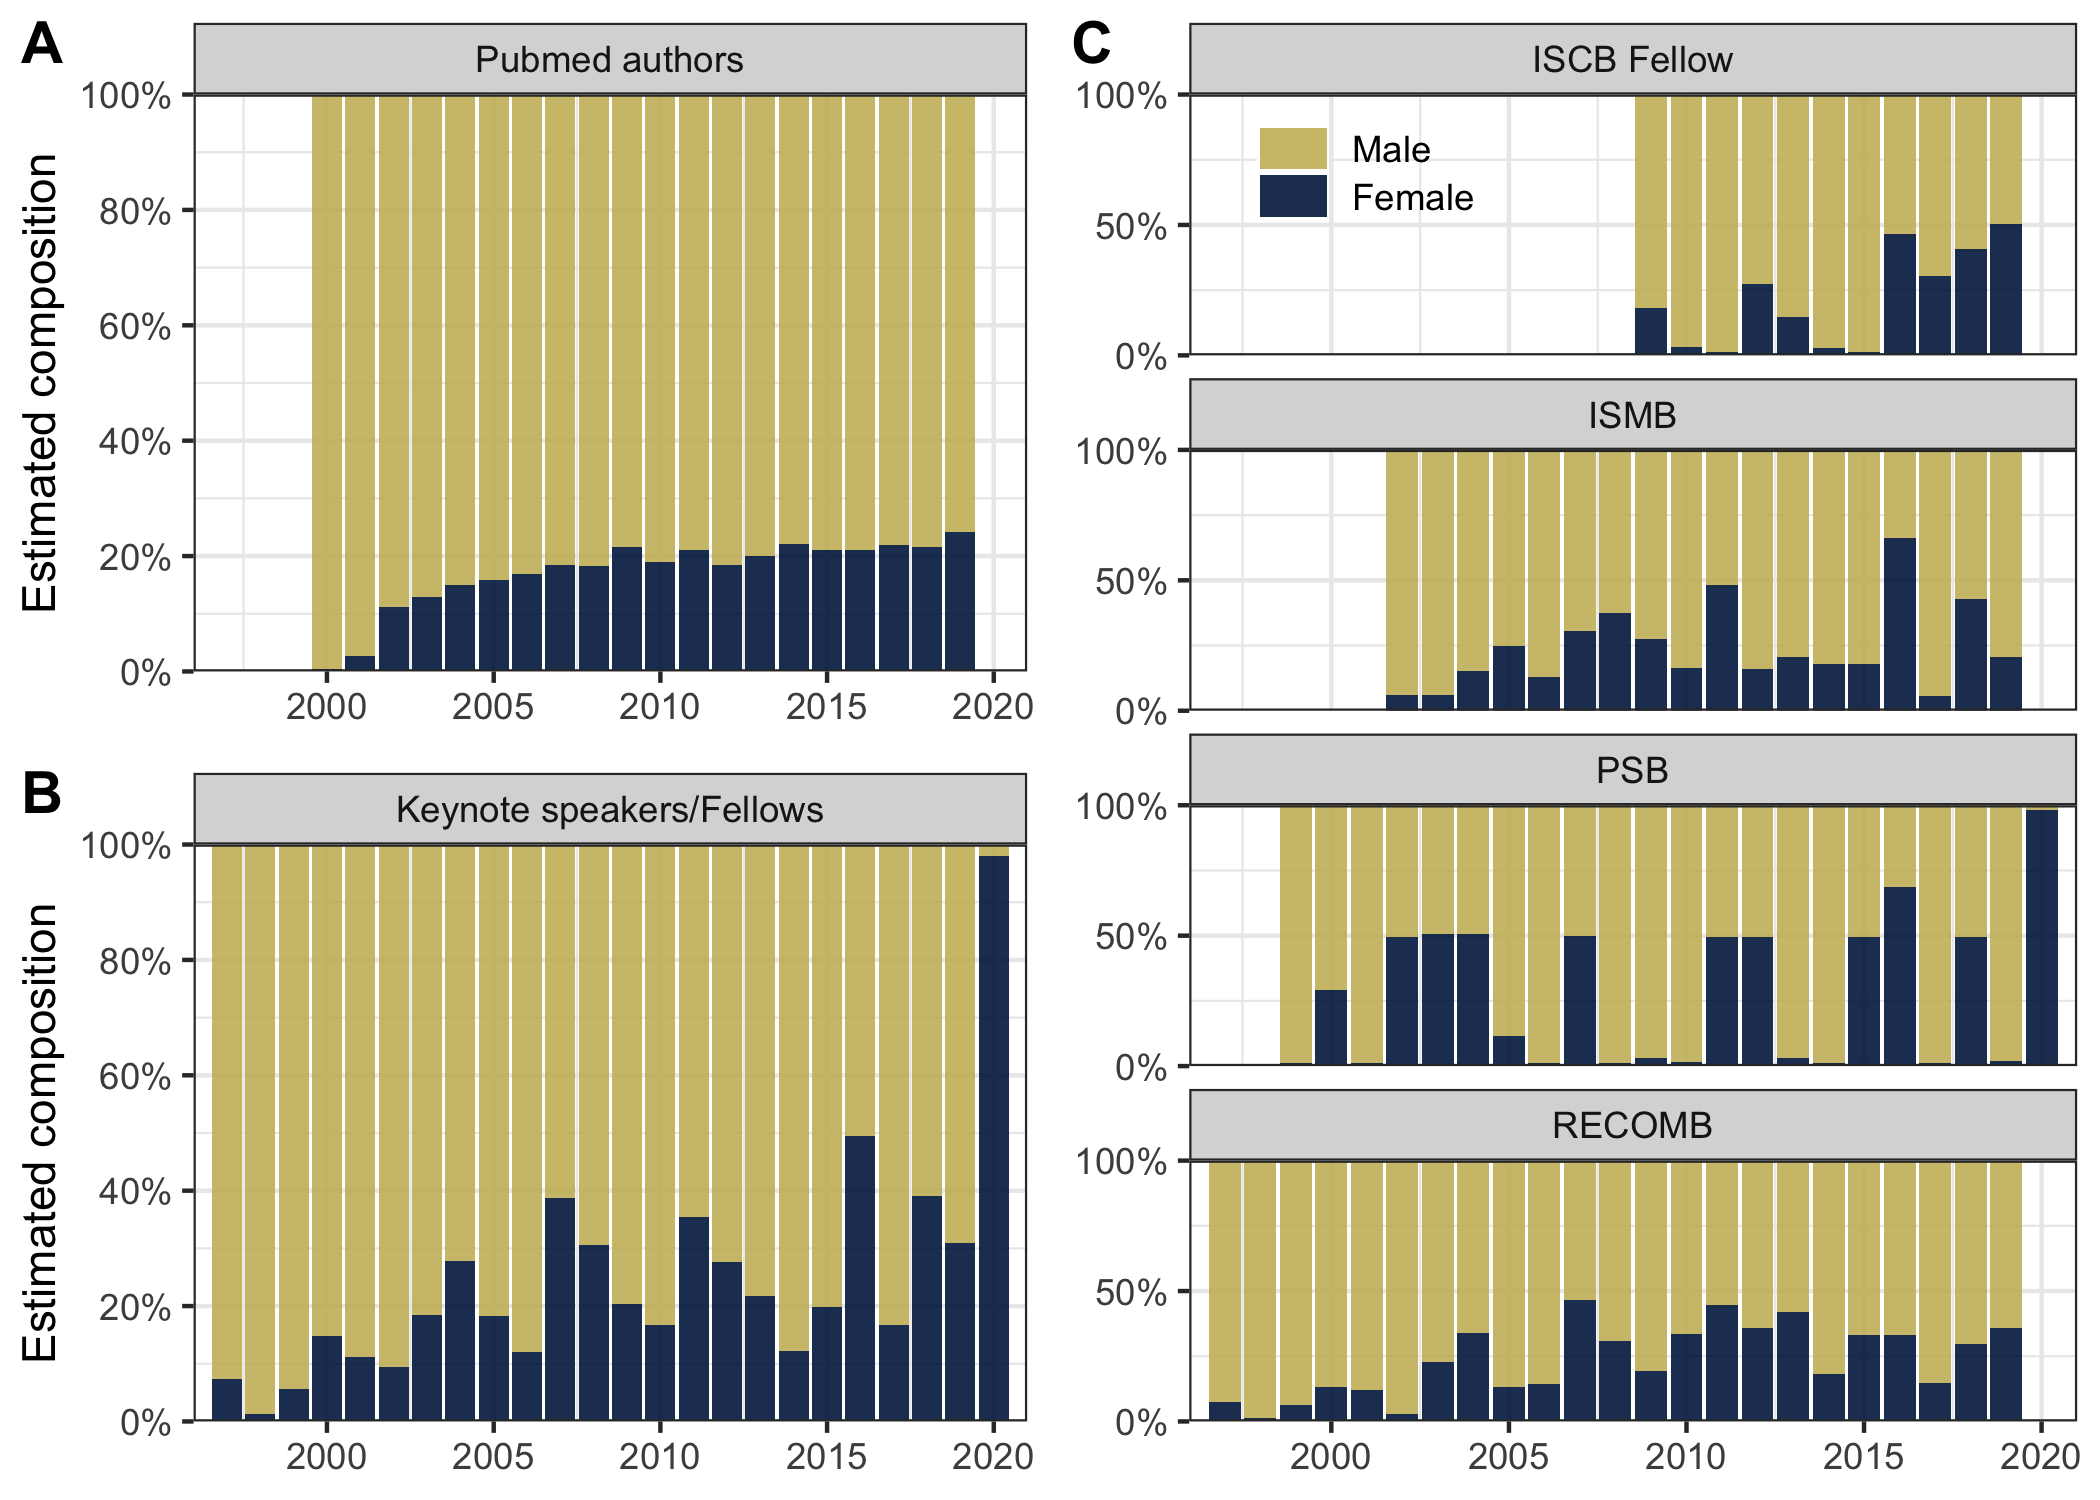 A
Pubmed authors
Estimated composition
100%
80%
60%
40%
20%
0%
2000 2005 2010 2015 2020
B
Keynote speakers/Fellows
Estimated composition
100%
80%
60%
40%
20%
0%
2000 2005 2010 2015 2020
C
ISCB Fellow
100%
50%
0%
Male
Female
ISMB
100%
50%
0%
PSB
100%
50%
0%
RECOMB
100%
50%
0%
2000 2005 2010 2015 2020